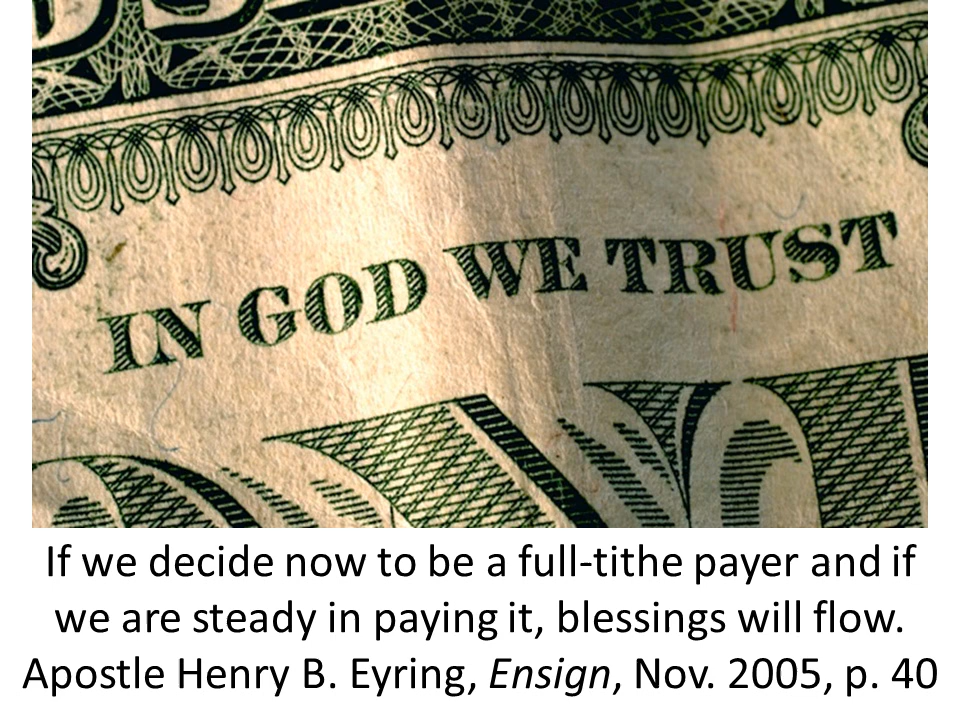 IN GOD WE TRUST
If we decide now to be a full-tithe payer and if
we are steady in paying it, blessings will flow.
Apostle Henry B. Eyring, Ensign, Nov. 2005, p. 40